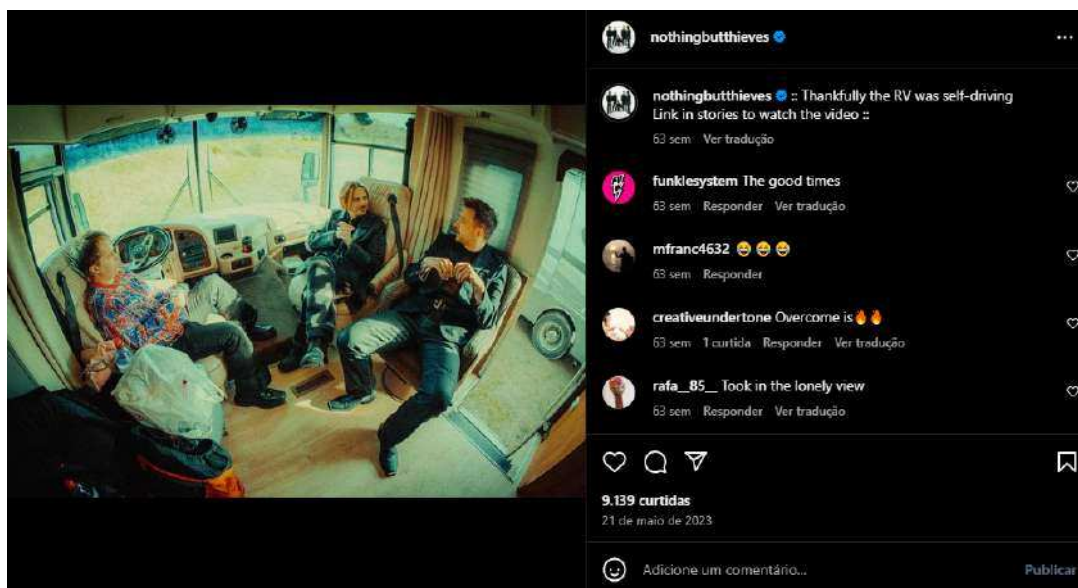 nothingbutthieves
nothingbutthieves :: Thankfully the RV was self-driving
Link in stories to watch the video ::
63 sem Ver tradução
funklesystem The good times
63 sem Responder Ver tradução
mfranc4632 😂😂😂
63 sem Responder
creativeundertone Overcome is🔥🔥
63 sem 1 curtida Responder Ver tradução
rafa__85__ Took in the lonely view
63 sem Responder Ver tradução
9.139 curtidas
21 de maio de 2023
Adicione um comentário... Publicar